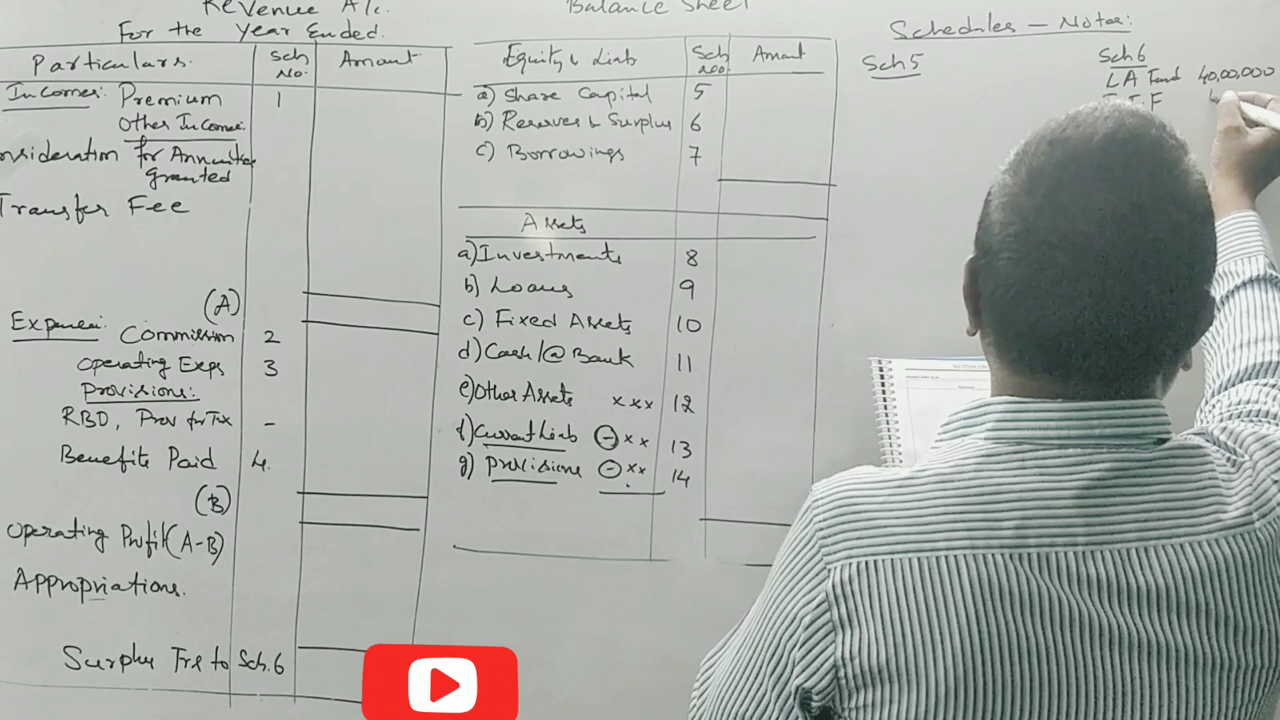 Revenue A/c.
For the Year Ended.
Particulars. Sch No. Amount
Incomes: Premium 1
Other Incomes:
nsideration for Annuities
granted
Transfer Fee
(A)
Expenses: Commission 2
Operating Exps 3
Provisions:
RBD, Prov for Tax -
Benefits Paid 4.
(B)
Operating Profit (A-B)
Appropriations.
Surplus Trf to Sch.6
Balance Sheet
Equity & Liab Sch No. Amount
a) Share Capital 5
b) Reserves & Surplus 6
c) Borrowings 7
Assets
a) Investments 8
b) Loans 9
c) Fixed Assets 10
d) Cash/@ Bank 11
e) Other Assets xxx 12
f) Current Liab - xx 13
g) Provisions - xx 14
Schedules - Notes:
Sch 5
Sch 6
LA Fund 40,00,000